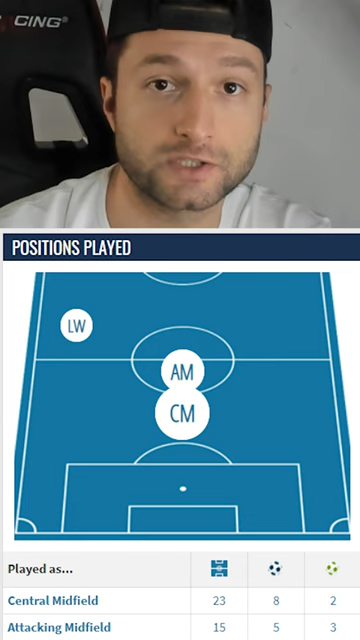 CING®
POSITIONS PLAYED
LW
AM
CM
Played as...
Central Midfield 23 8 2
Attacking Midfield 15 5 3